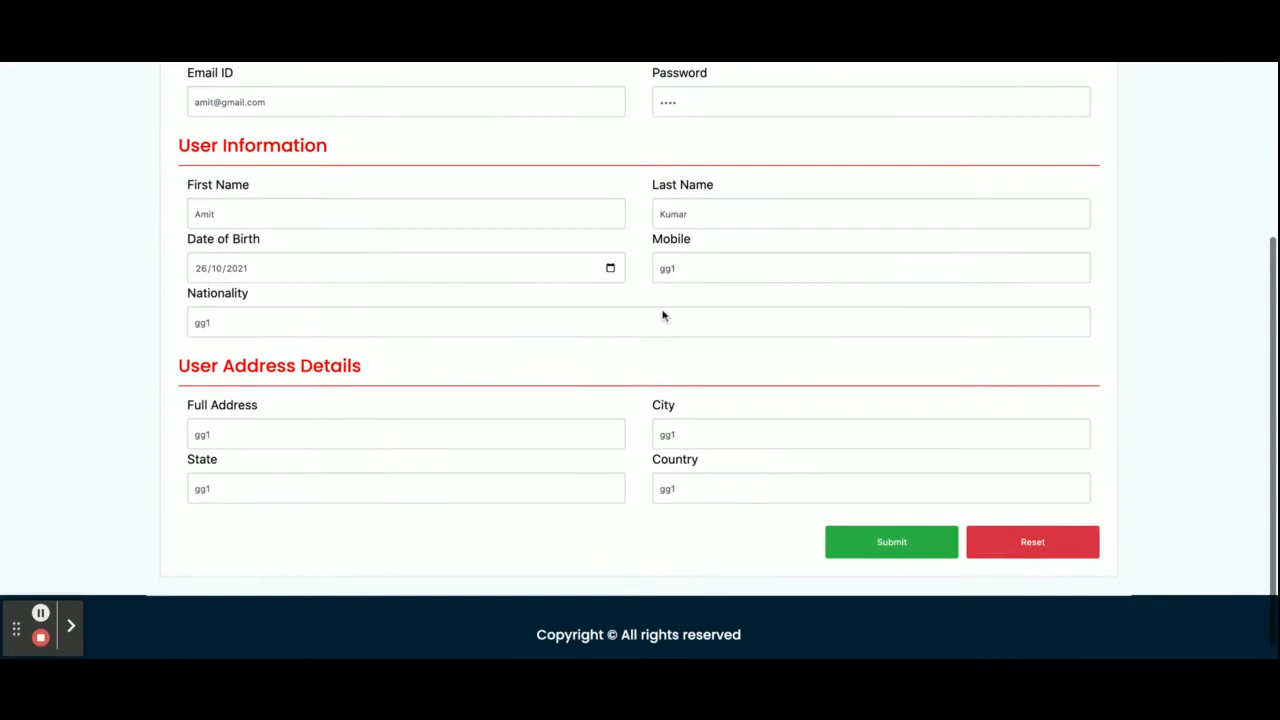 Email ID Password
amit@gmail.com ••••
User Information
First Name Last Name
Amit Kumar
Date of Birth Mobile
26/10/2021 gg1
Nationality
gg1
User Address Details
Full Address City
gg1 gg1
State Country
gg1 gg1
Submit Reset
Copyright © All rights reserved